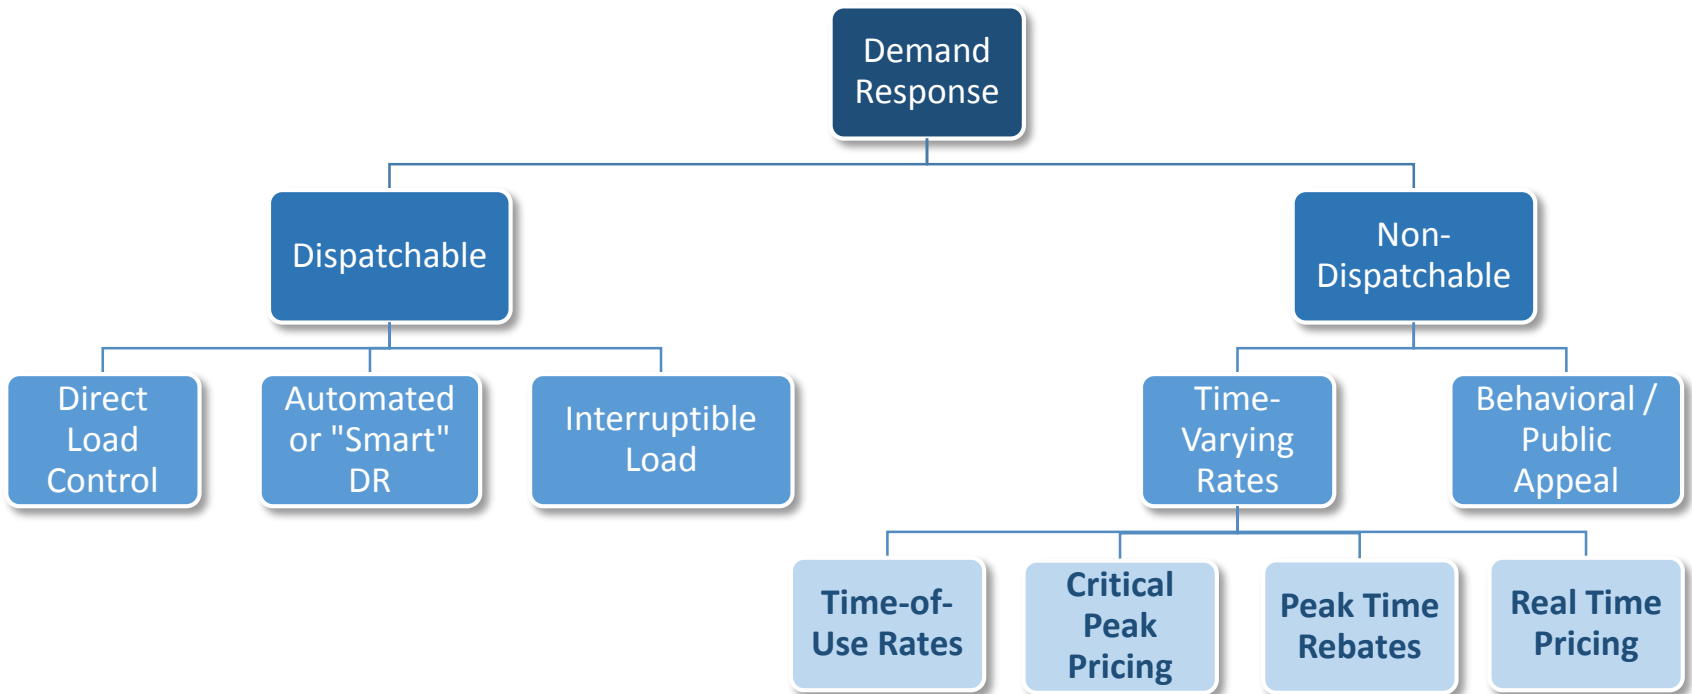 Demand
Response
Dispatchable
Non-
Dispatchable
Direct
Load
Control
Automated
or "Smart"
DR
Interruptible
Load
Time-
Varying
Rates
Behavioral /
Public
Appeal
Time-of-
Use Rates
Critical
Peak
Pricing
Peak Time
Rebates
Real Time
Pricing